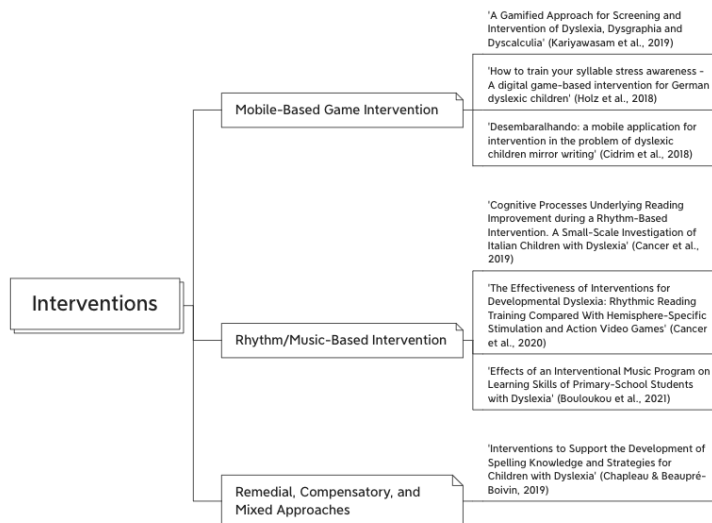 'A Gamified Approach for Screening and
Intervention of Dyslexia, Dysgraphia and
Dyscalculia' (Kariyawasam et al., 2019)
'How to train your syllable stress awareness -
A digital game-based intervention for German
dyslexic children' (Holz et al., 2018)
Mobile-Based Game Intervention
'Desembaralhando: a mobile application for
intervention in the problem of dyslexic
children mirror writing' (Cidrim et al., 2018)
'Cognitive Processes Underlying Reading
Improvement during a Rhythm-Based
Intervention. A Small-Scale Investigation of
Italian Children with Dyslexia' (Cancer et al.,
2019)
Interventions
'The Effectiveness of Interventions for
Developmental Dyslexia: Rhythmic Reading
Training Compared With Hemisphere-Specific
Stimulation and Action Video Games' (Cancer
et al., 2020)
Rhythm/Music-Based Intervention
'Effects of an Interventional Music Program on
Learning Skills of Primary-School Students
with Dyslexia' (Bouloukou et al., 2021)
'Interventions to Support the Development of
Spelling Knowledge and Strategies for
Children with Dyslexia' (Chapleau & Beaupré-
Boivin, 2019)
Remedial, Compensatory, and
Mixed Approaches